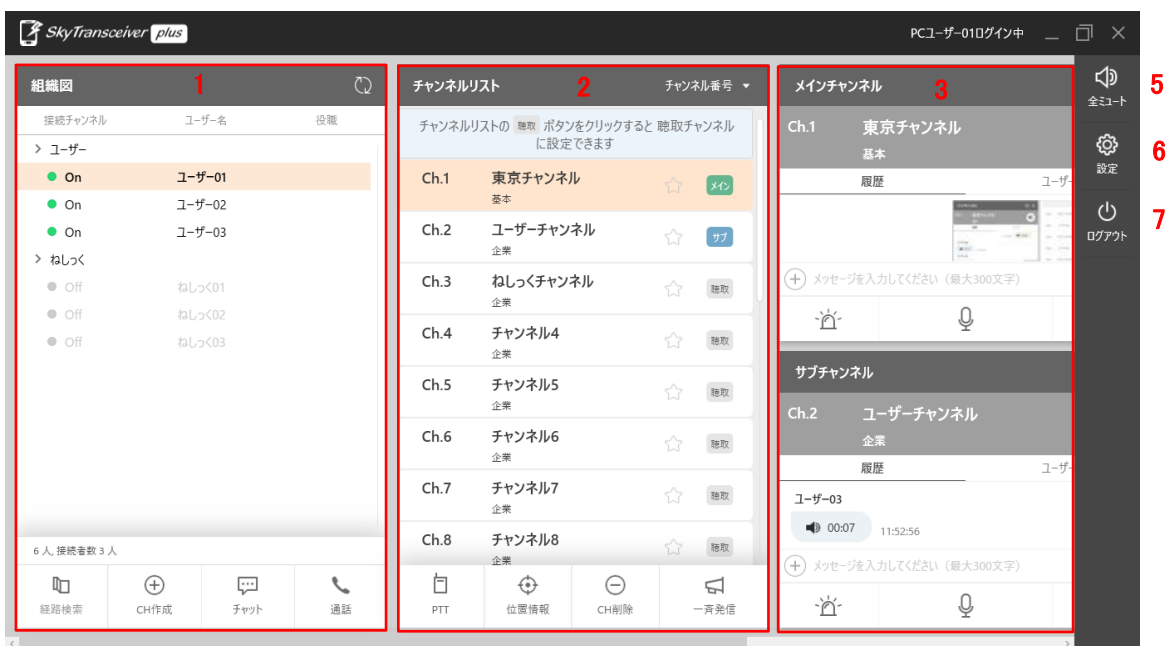 SkyTransceiver plus
PCユーザー01ログイン中
組織図
1
接続チャンネル ユーザー名 役職
ユーザー
On ユーザー01
On ユーザー02
On ユーザー03
ねしっく
Off ねしっく01
Off ねしっく02
Off ねしっく03
6 人, 接続者数 3 人
経路検索 CH作成 チャット 通話
チャンネルリスト
2
チャンネル番号
チャンネルリストの 聴取 ボタンをクリックすると 聴取チャンネル
に設定できます
Ch.1 東京チャンネル メイン
基本
Ch.2 ユーザーチャンネル サブ
企業
Ch.3 ねしっくチャンネル 聴取
企業
Ch.4 チャンネル4 聴取
企業
Ch.5 チャンネル5 聴取
企業
Ch.6 チャンネル6 聴取
企業
Ch.7 チャンネル7 聴取
企業
Ch.8 チャンネル8 聴取
企業
PTT 位置情報 CH削除 一斉発信
メインチャンネル
3
Ch.1 東京チャンネル
基本
履歴 ユーザー
メッセージを入力してください（最大300文字）
サブチャンネル
Ch.2 ユーザーチャンネル
企業
履歴 ユーザー
ユーザー03
00:07 11:52:56
メッセージを入力してください（最大300文字）
全ミュート
5
設定
6
ログアウト
7